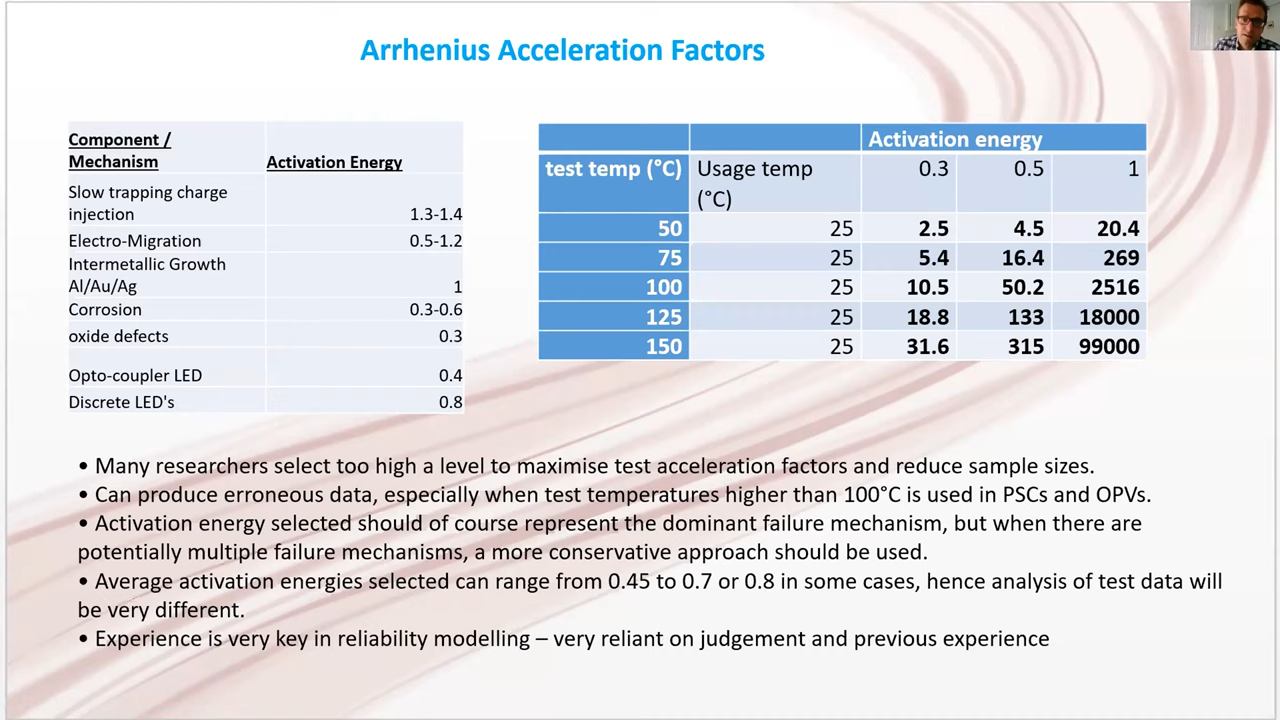 Arrhenius Acceleration Factors
Component /
Mechanism
Activation Energy
Slow trapping charge
injection
1.3-1.4
Electro-Migration 0.5-1.2
Intermetallic Growth
Al/Au/Ag 1
Corrosion 0.3-0.6
oxide defects 0.3
Opto-coupler LED 0.4
Discrete LED's 0.8
Activation energy
test temp (°C) Usage temp
(°C) 0.3 0.5 1
50 25 2.5 4.5 20.4
75 25 5.4 16.4 269
100 25 10.5 50.2 2516
125 25 18.8 133 18000
150 25 31.6 315 99000
• Many researchers select too high a level to maximise test acceleration factors and reduce sample sizes.
• Can produce erroneous data, especially when test temperatures higher than 100°C is used in PSCs and OPVs.
• Activation energy selected should of course represent the dominant failure mechanism, but when there are
potentially multiple failure mechanisms, a more conservative approach should be used.
• Average activation energies selected can range from 0.45 to 0.7 or 0.8 in some cases, hence analysis of test data will
be very different.
• Experience is very key in reliability modelling – very reliant on judgement and previous experience